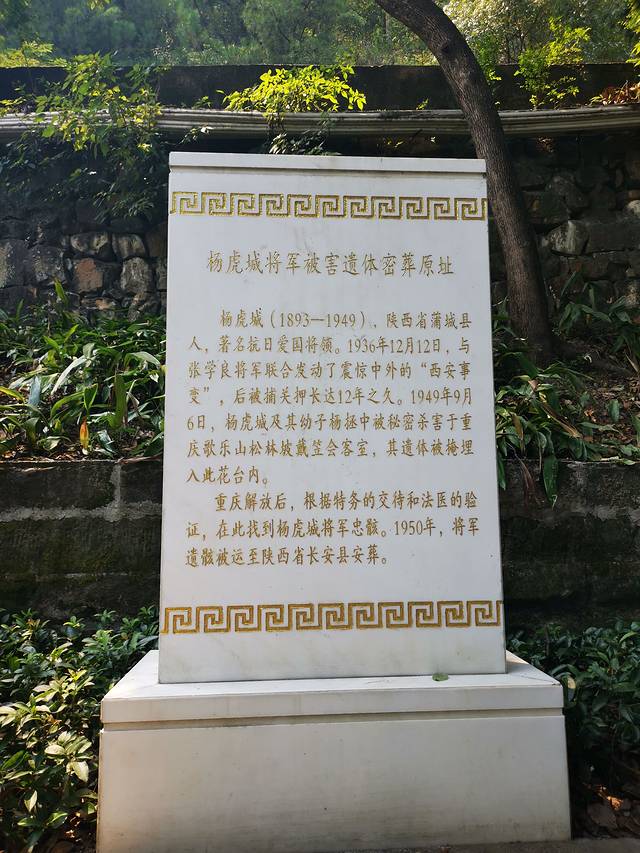 杨虎城将军被害遗体密葬原址
杨虎城(1893—1949),陕西省蒲城县
人,著名抗日爱国将领。1936年12月12日,与
张学良将军联合发动了震惊中外的“西安事
变”,后被捕关押长达12年之久。1949年9月
6日,杨虎城及其幼子杨拯中被秘密杀害于重
庆歌乐山松林坡戴笠会客室,其遗体被掩埋
入此花台内。
重庆解放后,根据特务的交待和法医的验
证,在此找到杨虎城将军忠骸。1950年,将军
遗骸被运至陕西省长安县安葬。